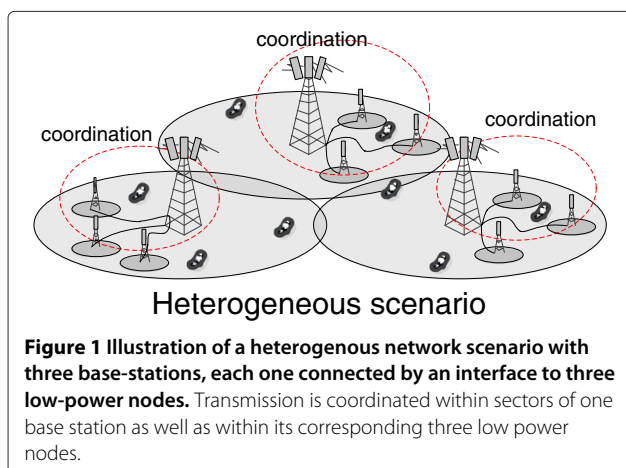 coordination
coordination
coordination
Heterogeneous scenario
Figure 1 Illustration of a heterogenous network scenario with
three base-stations, each one connected by an interface to three
low-power nodes. Transmission is coordinated within sectors of one
base station as well as within its corresponding three low power
nodes.